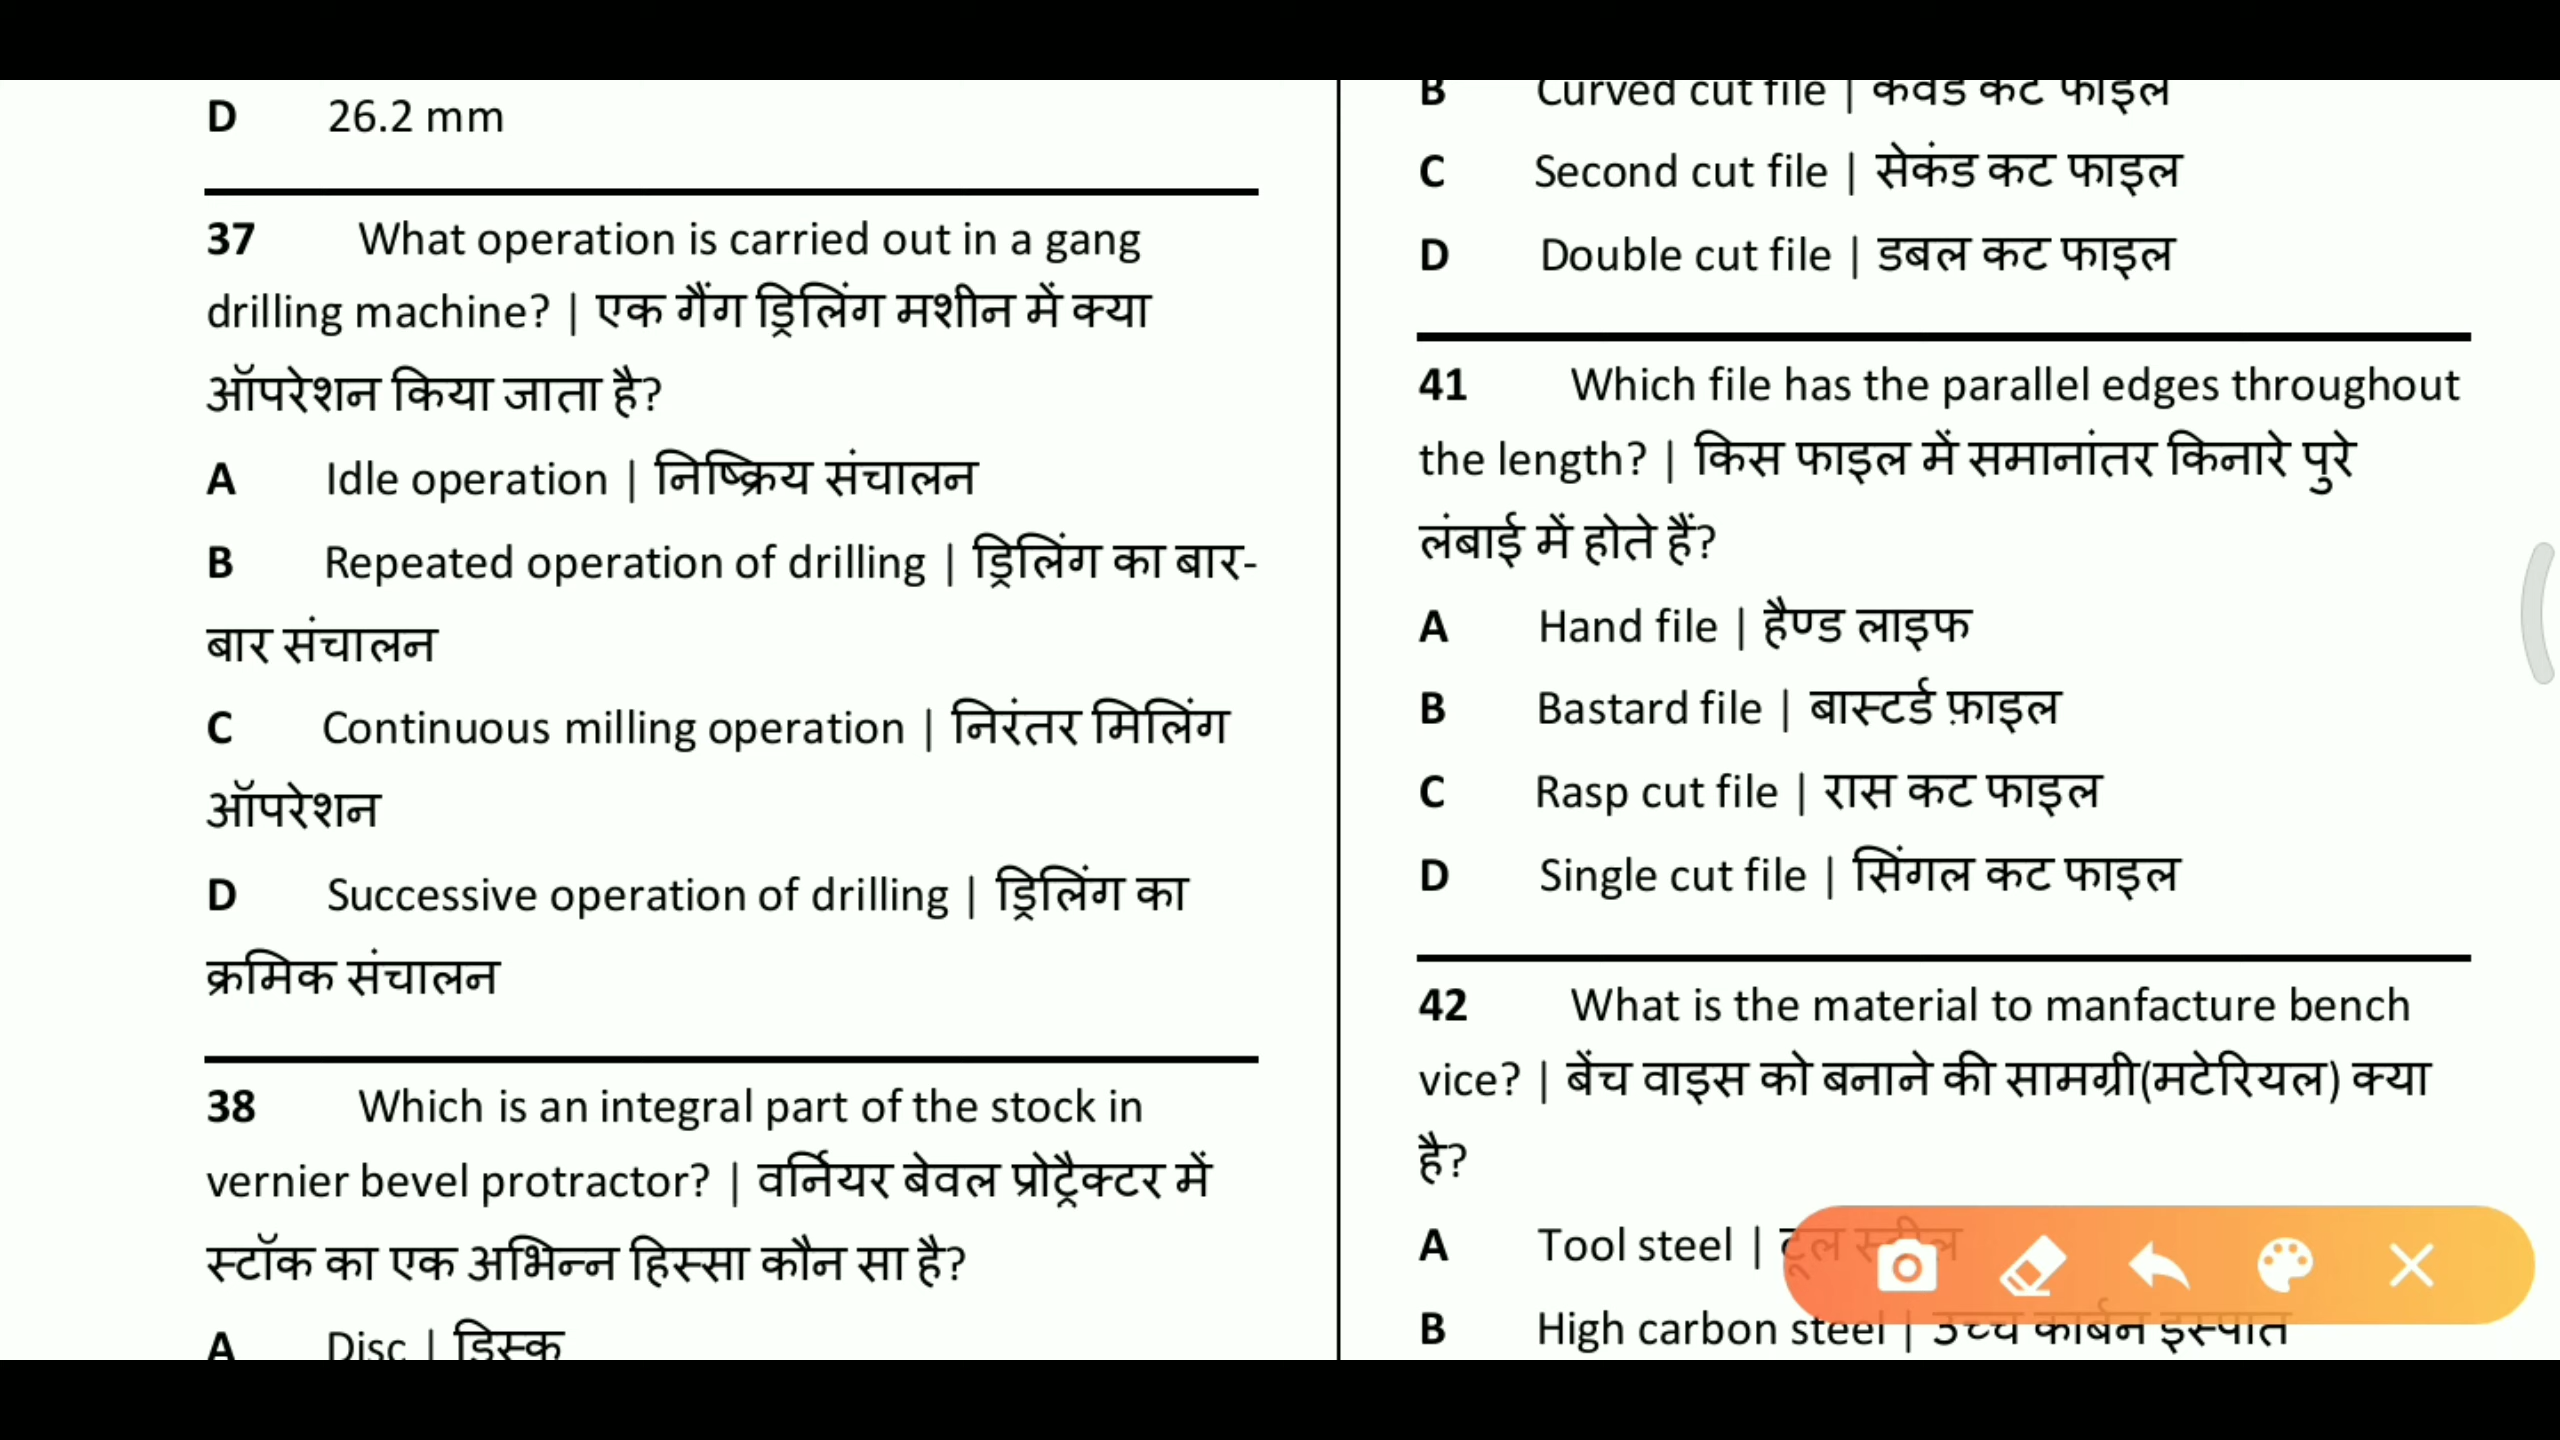 D 26.2 mm
37 What operation is carried out in a gang
drilling machine? | एक गैंग ड्रिलिंग मशीन में क्या
ऑपरेशन किया जाता है?
A Idle operation | निष्क्रिय संचालन
B Repeated operation of drilling | ड्रिलिंग का बार-
बार संचालन
C Continuous milling operation | निरंतर मिलिंग
ऑपरेशन
D Successive operation of drilling | ड्रिलिंग का
क्रमिक संचालन
38 Which is an integral part of the stock in
vernier bevel protractor? | वर्नियर बेवल प्रोट्रैक्टर में
स्टॉक का एक अभिन्न हिस्सा कौन सा है?
A Disc | डिस्क
B Curved cut file | कर्वड कट फाइल
C Second cut file | सेकंड कट फाइल
D Double cut file | डबल कट फाइल
41 Which file has the parallel edges throughout
the length? | किस फाइल में समानांतर किनारे पुरे
लंबाई में होते हैं?
A Hand file | हैण्ड लाइफ
B Bastard file | बास्टर्ड फ़ाइल
C Rasp cut file | रास कट फाइल
D Single cut file | सिंगल कट फाइल
42 What is the material to manfacture bench
vice? | बेंच वाइस को बनाने की सामग्री(मटेरियल) क्या
है?
A Tool steel | टूल स्टील
B High carbon steel | उच्च कार्बन इस्पात